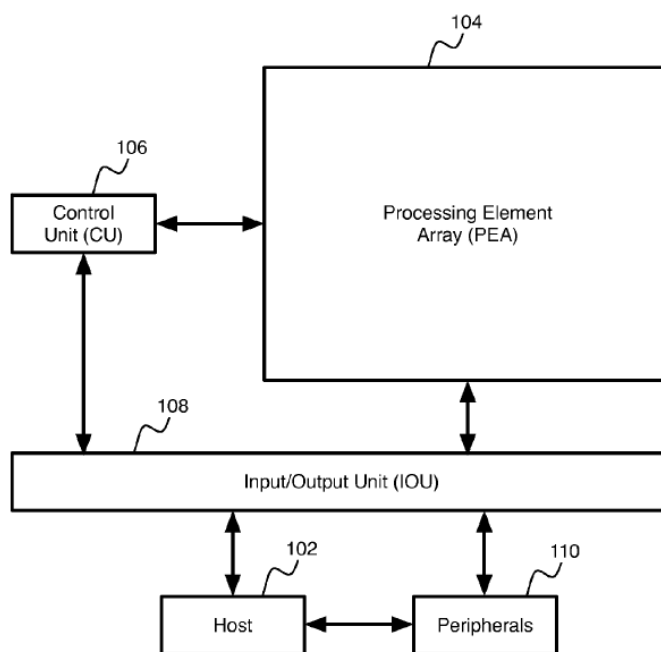 104
106
Control
Unit (CU)
Processing Element
Array (PEA)
108
Input/Output Unit (IOU)
102
110
Host
Peripherals